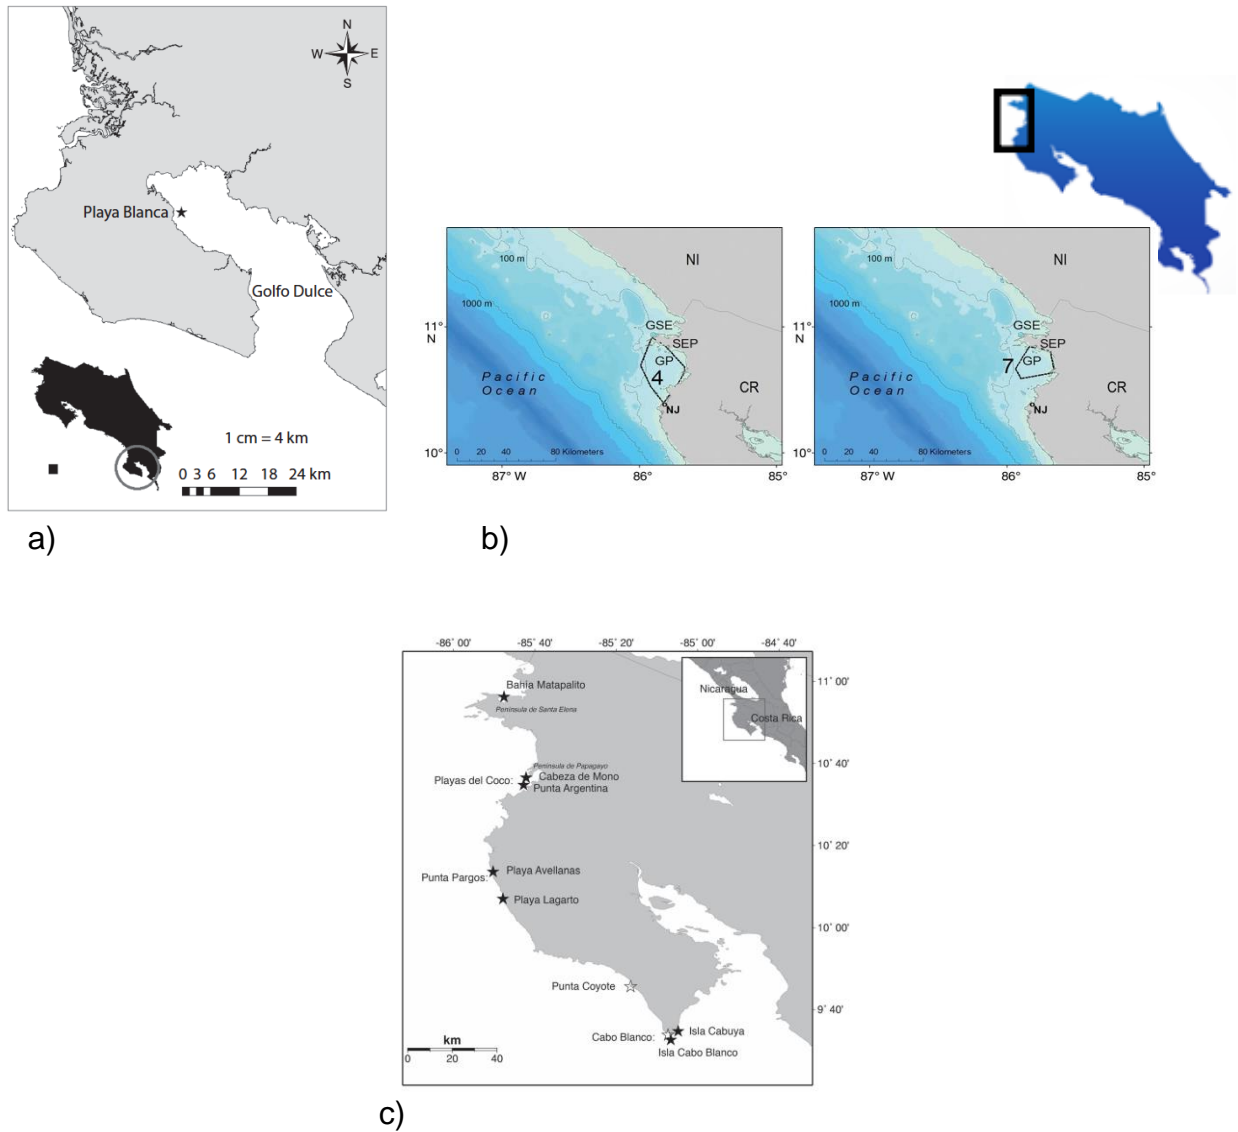 N
W E
S
Playa Blanca
Golfo Dulce
1 cm = 4 km
0 3 6 12 18 24 km
a)
100 m
NI
1000 m
11°
N
GSE
SEP
GP
4
Pacific
Ocean
CR
NJ
10°
0 20 40 80 Kilometers
87° W 86° 85°
100 m
NI
1000 m
11°
N
GSE
SEP
GP
7
Pacific
Ocean
CR
NJ
10°
0 20 40 80 Kilometers
87° W 86° 85°
b)
-86° 00' -85° 40' -85° 20' -85° 00' -84° 40'
Nicaragua
Costa Rica
11° 00'
Bahía Matapalito
Península de Santa Elena
10° 40'
Península de Papagayo
Playas del Coco: Cabeza de Mono
Punta Argentina
10° 20'
Punta Pargos: Playa Avellanas
Playa Lagarto
10° 00'
Punta Coyote
9° 40'
Cabo Blanco: Isla Cabuya
Isla Cabo Blanco
km
0 20 40
c)